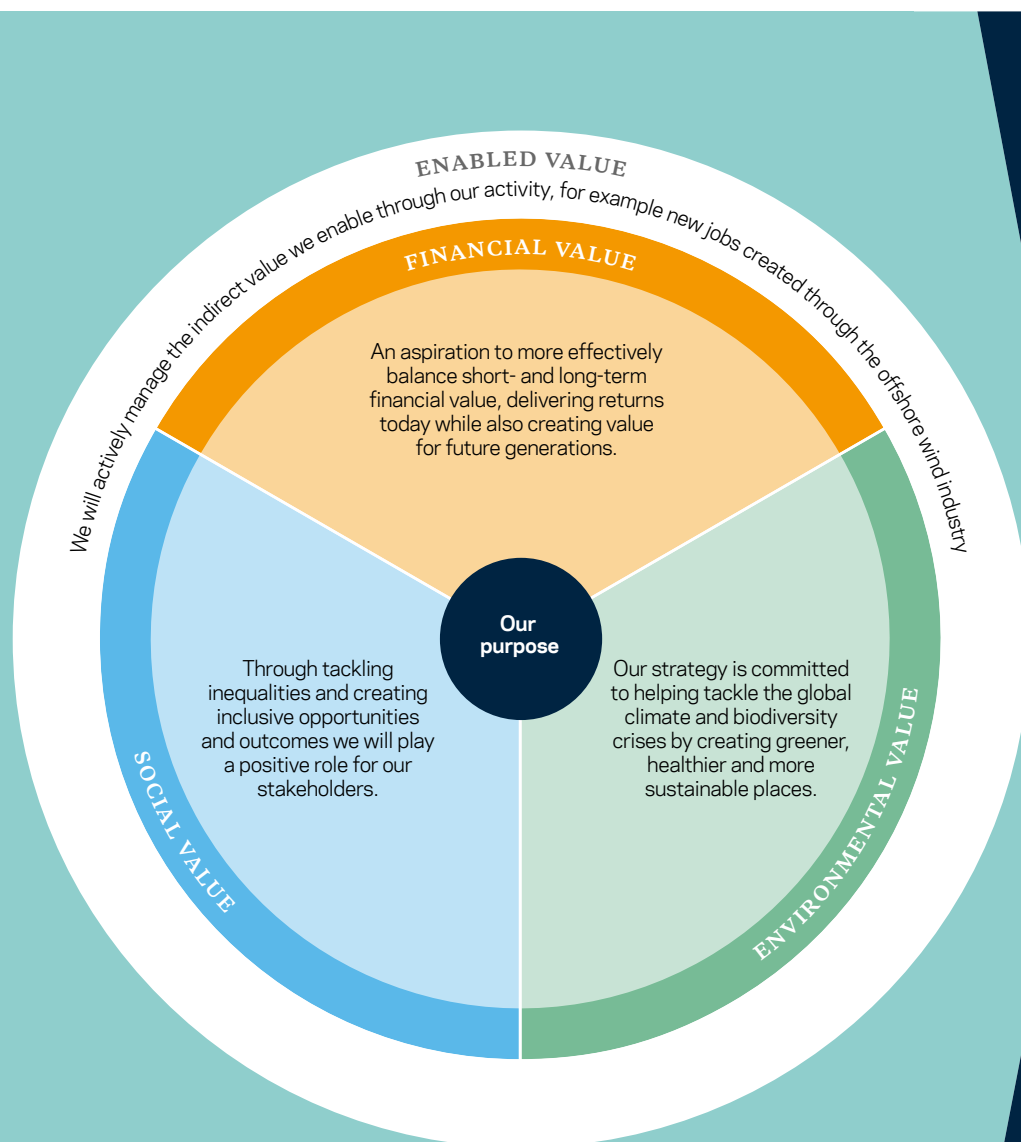 ENABLED VALUE
We will actively manage the indirect value we enable through our activity, for example new jobs created through the offshore wind industry
FINANCIAL VALUE
An aspiration to more effectively
balance short- and long-term
financial value, delivering returns
today while also creating value
for future generations.
Our
purpose
Through tackling
inequalities and creating
inclusive opportunities
and outcomes we will play
a positive role for our
stakeholders.
SOCIAL VALUE
Our strategy is committed
to helping tackle the global
climate and biodiversity
crises by creating greener,
healthier and more
sustainable places.
ENVIRONMENTAL VALUE